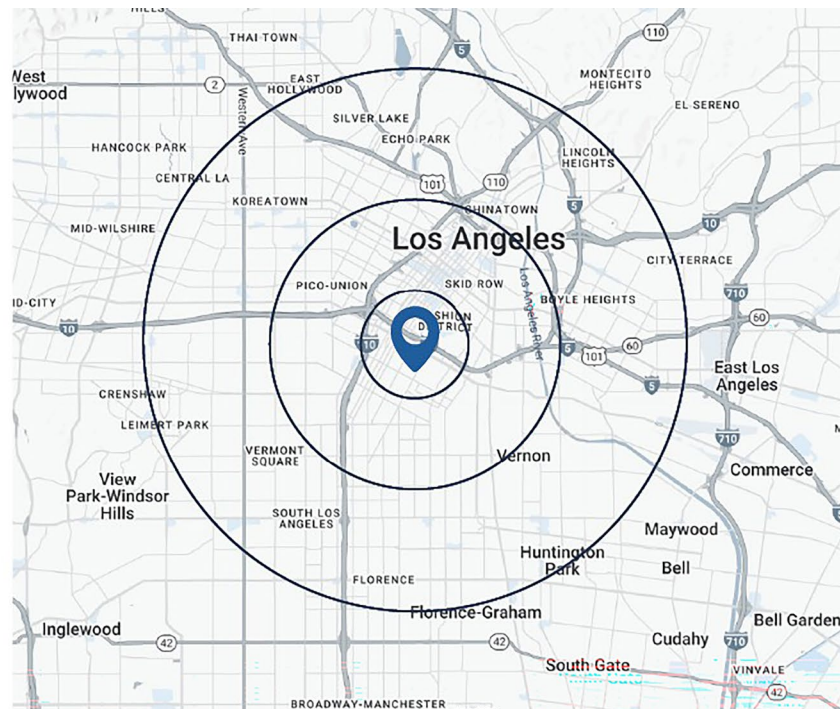 HILLS
THAI TOWN
110
5
West
llywood
2
EAST
HOLLYWOOD
MONTECITO
HEIGHTS
EL SERENO
Western Ave
SILVER LAKE
ECHO PARK
HANCOCK PARK
LINCOLN
HEIGHTS
CENTRAL LA
101
110
KOREATOWN
CHINATOWN
5
10
MID-WILSHIRE
Los Angeles
CITY TERRACE
PICO-UNION
SKID ROW
Los Angeles River
BOYLE HEIGHTS
710
ID-CITY
SHION
DISTRICT
10
10
60
60
5
101
East Los
Angeles
5
CRENSHAW
LEIMERT PARK
710
VERMONT
SQUARE
Vernon
Commerce
View
Park-Windsor
Hills
SOUTH LOS
ANGELES
Maywood
Huntington
Park
Bell
FLORENCE
Florence-Graham
Bell Garden
Inglewood
42
42
Cudahy
710
South Gate
VINVALE
42
BROADWAY-MANCHESTER